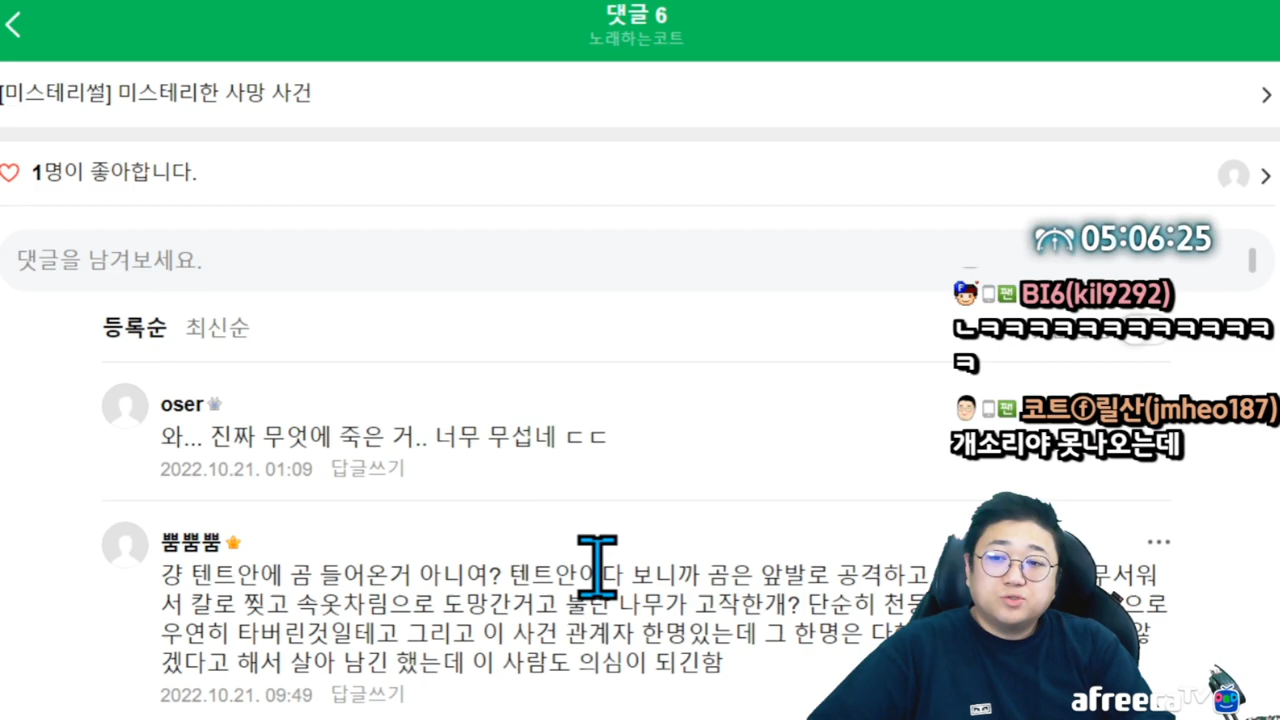 댓글 6
노래하는코트
[미스테리썰] 미스테리한 사망 사건
1명이 좋아합니다.
댓글을 남겨보세요.
05:06:25
등록순 최신순
BI6(kil9292)
ㄴㅋㅋㅋㅋㅋㅋㅋㅋㅋㅋㅋㅋ
ㅋ
코트ⓕ릴산(jmheo187)
개소리야 못나오는데
oser
와... 진짜 무엇에 죽은 거.. 너무 무섭네 ㄷㄷ
2022.10.21. 01:09 답글쓰기
뿜뿜뿜
걍 텐트안에 곰 들어온거 아니여? 텐트안이다 보니까 곰은 앞발로 공격하고 무서워
서 칼로 찢고 속옷차림으로 도망간거고 불탄 나무가 고작한개? 단순히 천둥 으로
우연히 타버린것일테고 그리고 이 사건 관계자 한명있는데 그 한명은 않
겠다고 해서 살아 남긴 했는데 이 사람도 의심이 되긴함
2022.10.21. 09:49 답글쓰기
afreecaTV